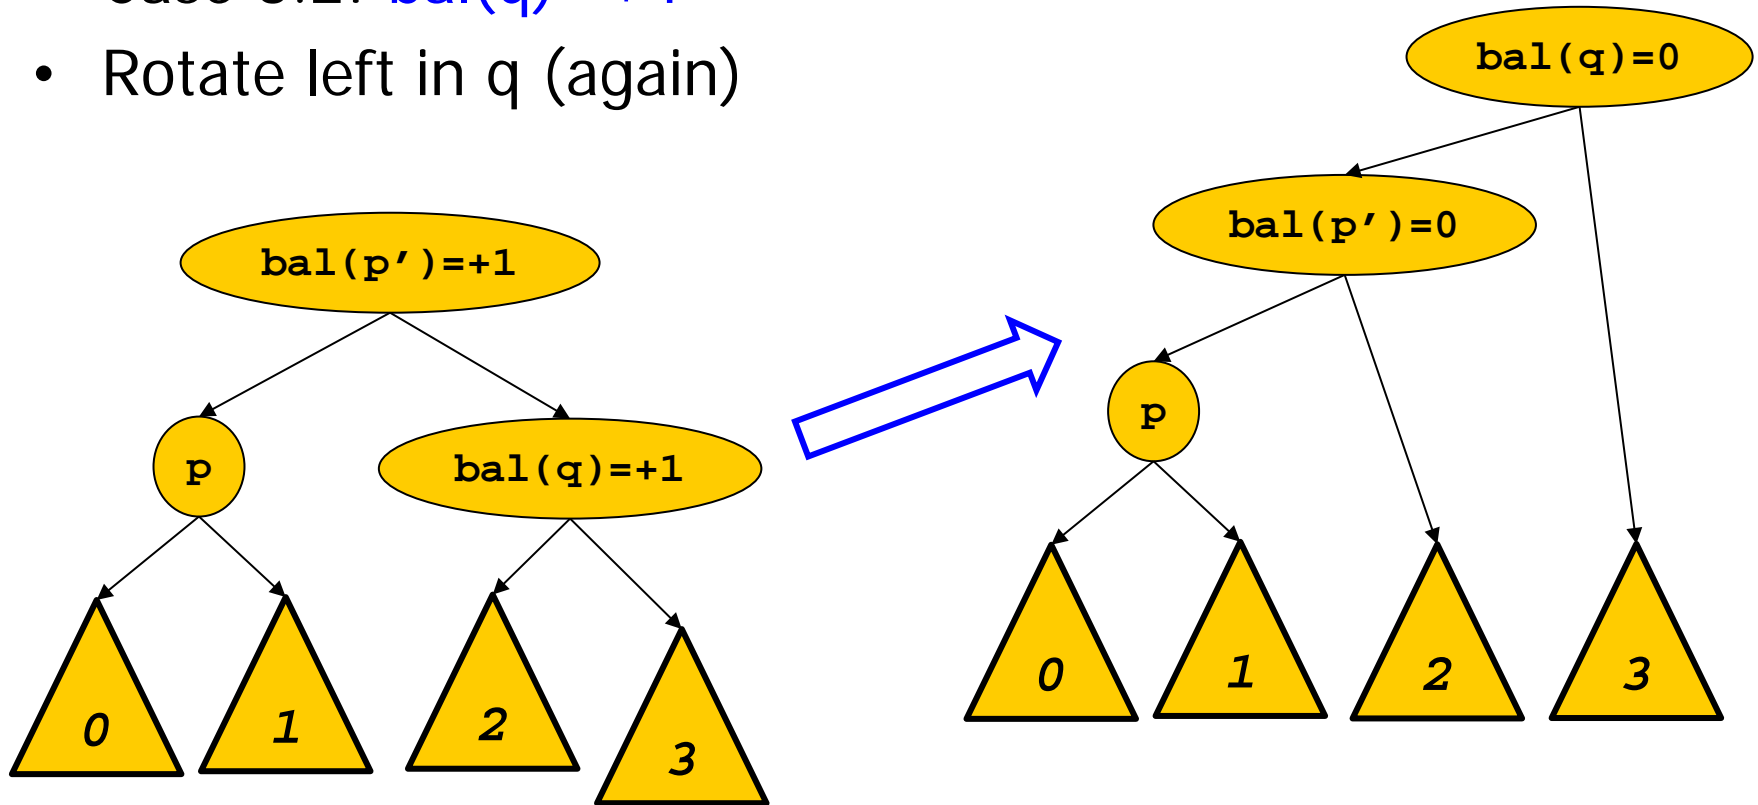 bal(q)
• Rotate left in q (again)
bal(q)=0
bal(p')=0
bal(p')=+1
p
p
bal(q)=+1
0
1
2
3
0
1
2
3